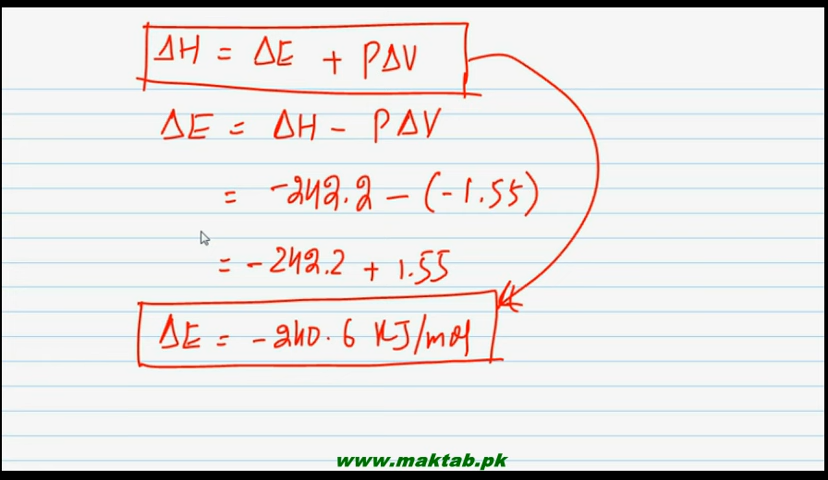 ΔH = ΔE + PΔV
ΔE = ΔH - PΔV
= -242.2 - (-1.55)
= -242.2 + 1.55
ΔE = -240.6 KJ/mol
www.maktab.pk